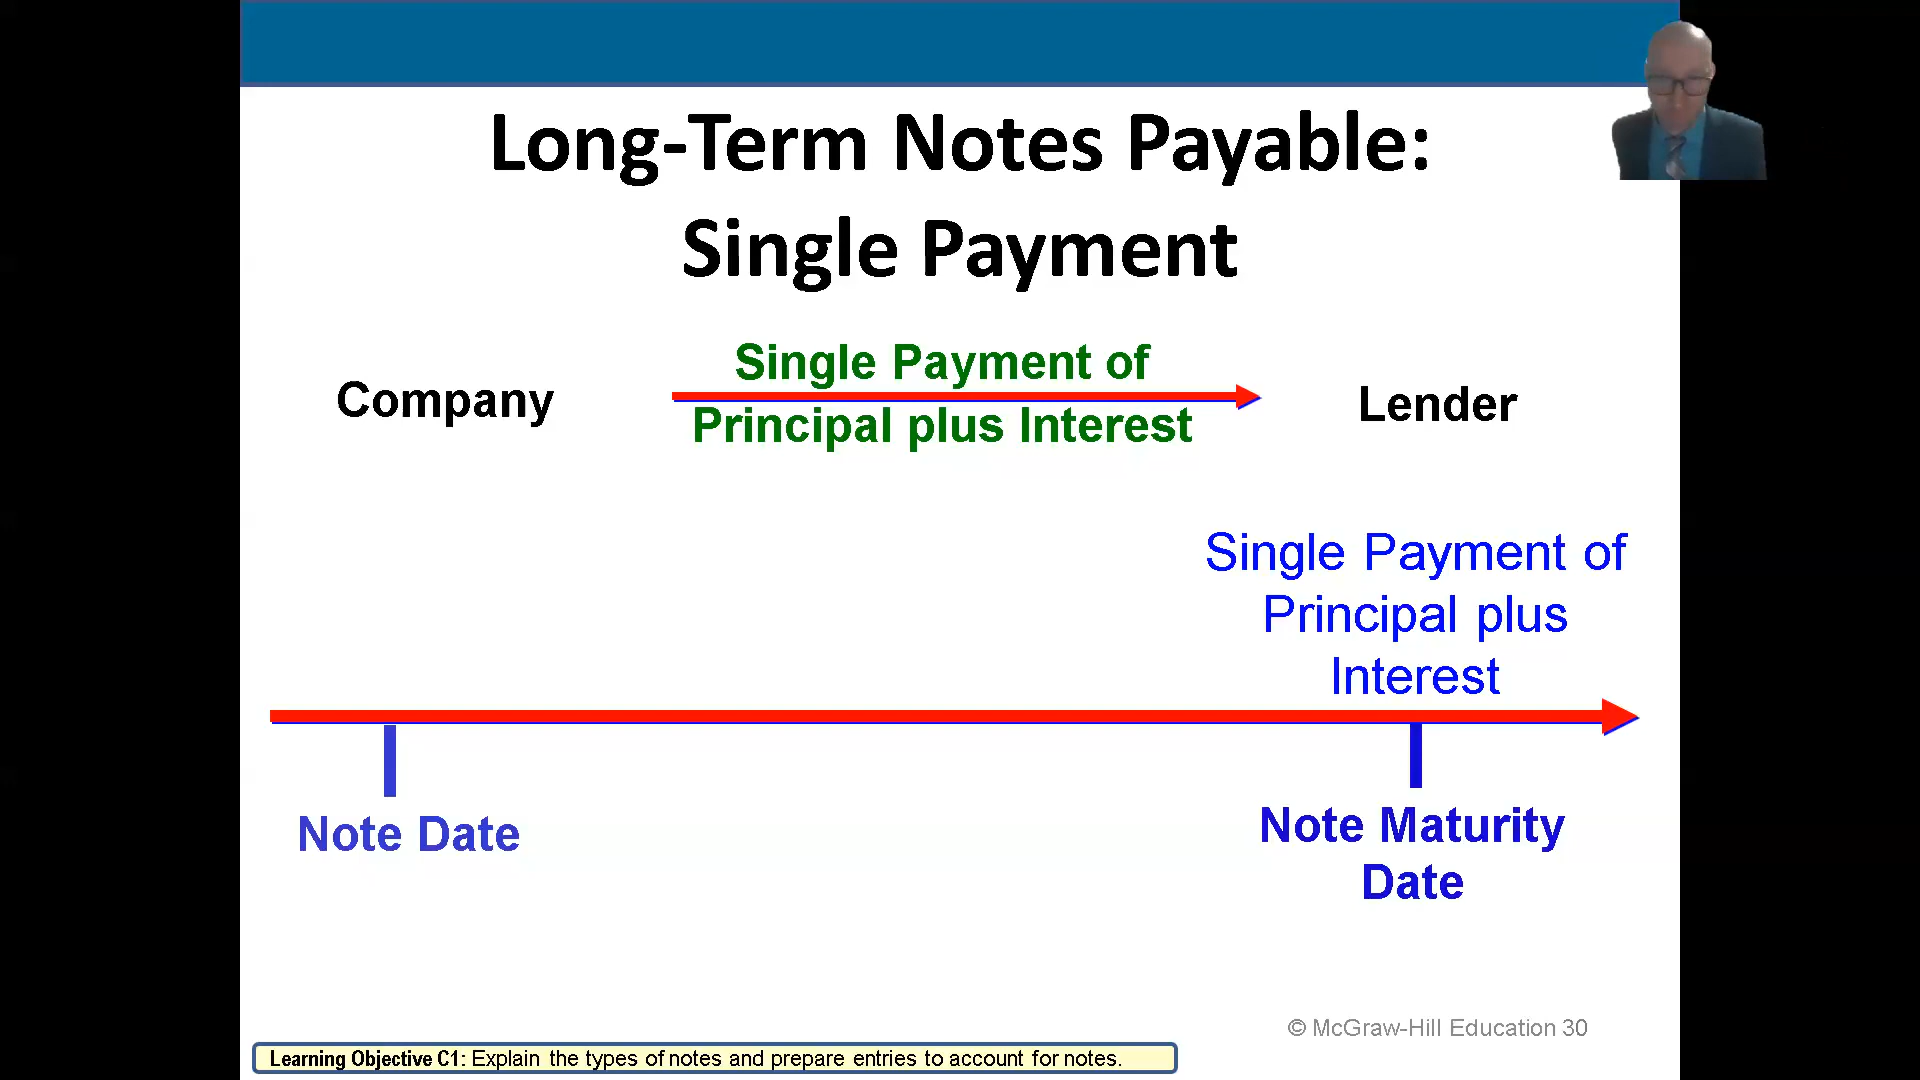 Long-Term Notes Payable:
Single Payment
Company
Single Payment of
Principal plus Interest
Lender
Single Payment of
Principal plus
Interest
Note Date
Note Maturity
Date
© McGraw-Hill Education 30
Learning Objective C1: Explain the types of notes and prepare entries to account for notes.